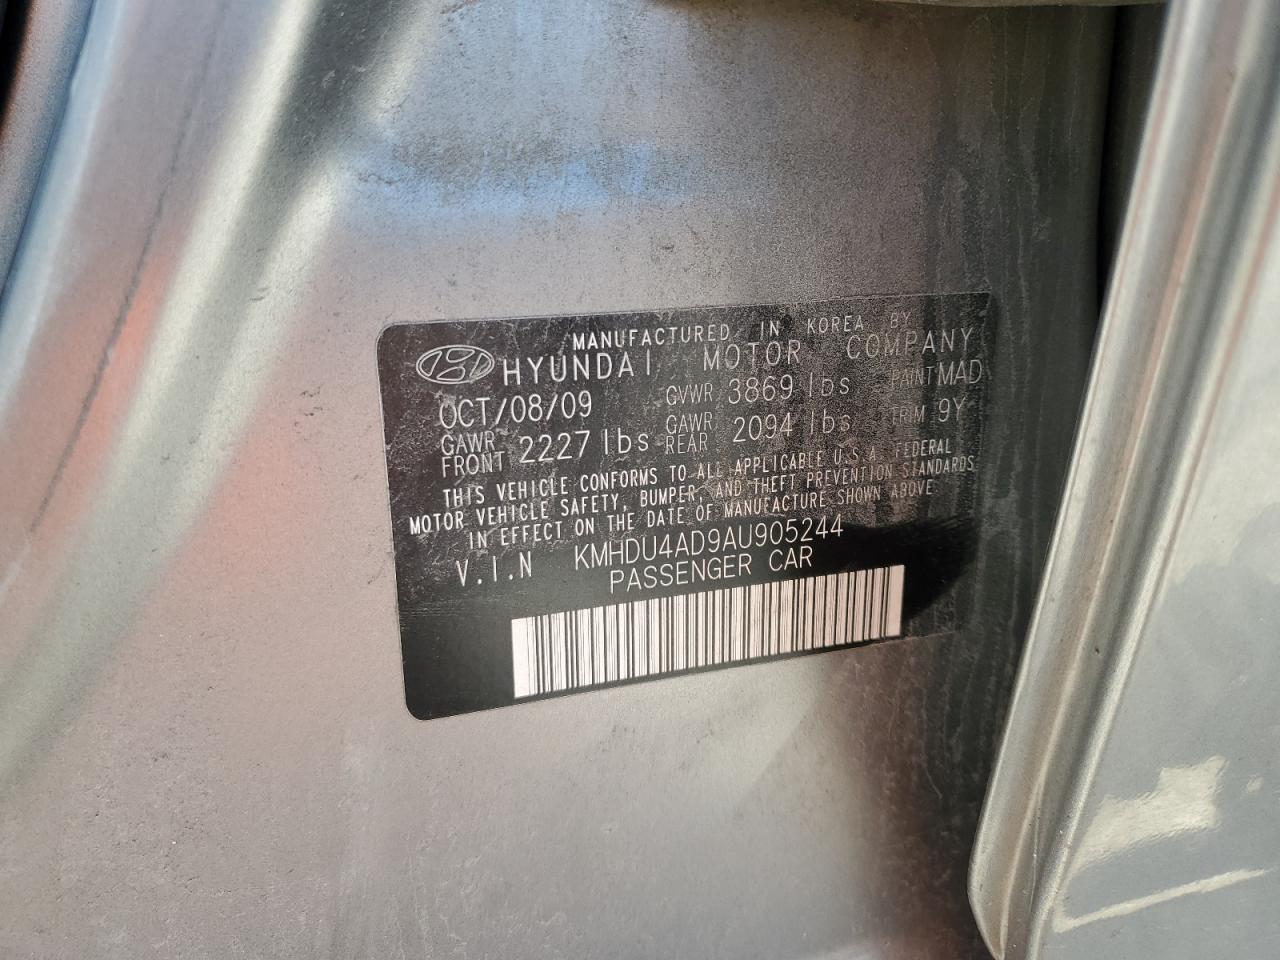 MANUFACTURED IN KOREA BY
HYUNDAI MOTOR COMPANY
OCT/08/09 GVWR 3869 lbs PAINT MAD
GAWR FRONT 2227 lbs GAWR REAR 2094 lbs TRIM 9Y
THIS VEHICLE CONFORMS TO ALL APPLICABLE U.S.A. FEDERAL
MOTOR VEHICLE SAFETY, BUMPER, AND THEFT PREVENTION STANDARDS
IN EFFECT ON THE DATE OF MANUFACTURE SHOWN ABOVE
V.I.N KMHDU4AD9AU905244
PASSENGER CAR